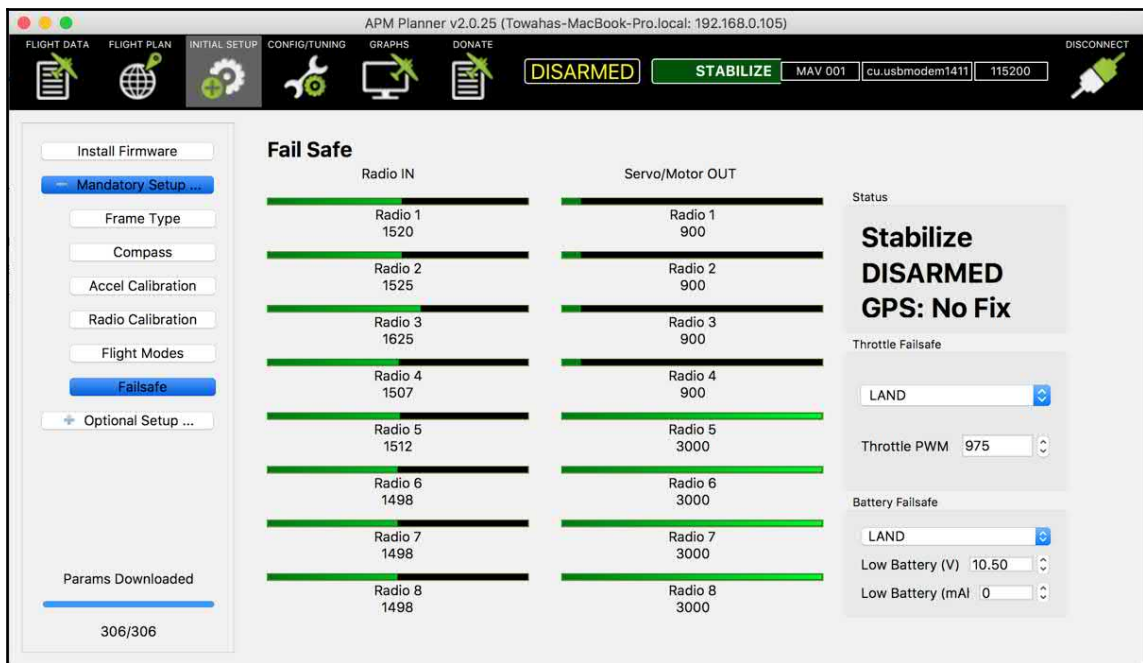 APM Planner v2.0.25 (Towahas-MacBook-Pro.local: 192.168.0.105)
FLIGHT DATA FLIGHT PLAN INITIAL SETUP CONFIG/TUNING GRAPHS DONATE DISCONNECT
DISARMED STABILIZE MAV 001 cu.usbmodem1411 115200
Install Firmware
Mandatory Setup ...
Frame Type
Compass
Accel Calibration
Radio Calibration
Flight Modes
Failsafe
Optional Setup ...
Params Downloaded
306/306
Fail Safe
Radio IN Servo/Motor OUT
Radio 1 Radio 1
1520 900
Radio 2 Radio 2
1525 900
Radio 3 Radio 3
1625 900
Radio 4 Radio 4
1507 900
Radio 5 Radio 5
1512 3000
Radio 6 Radio 6
1498 3000
Radio 7 Radio 7
1498 3000
Radio 8 Radio 8
1498 3000
Status
Stabilize
DISARMED
GPS: No Fix
Throttle Failsafe
LAND
Throttle PWM 975
Battery Failsafe
LAND
Low Battery (V) 10.50
Low Battery (mAl 0